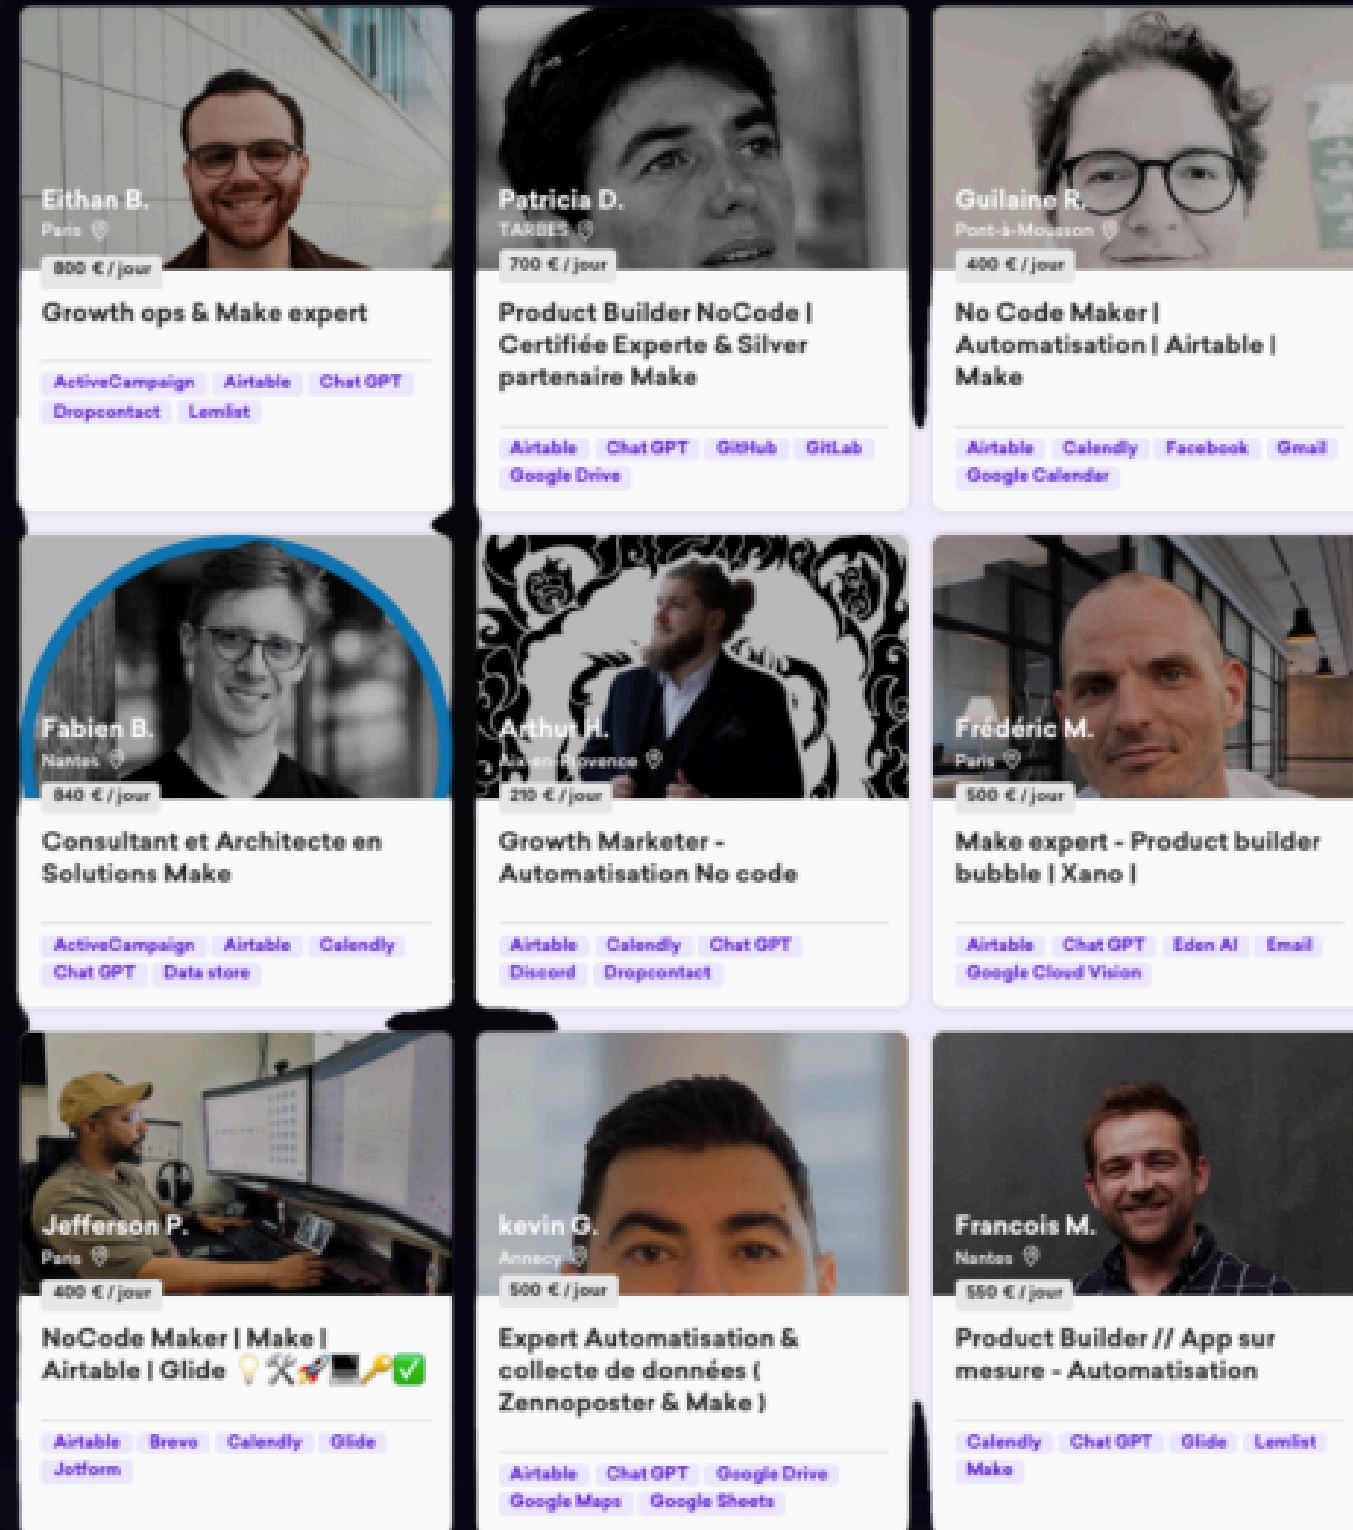 Eithan B.
Paris
800 €/jour
Growth ops & Make expert
ActiveCampaign Airtable Chat GPT
Dropcontact Lemlist
Patricia D.
TARBES
700 €/jour
Product Builder NoCode |
Certifiée Experte & Silver
partenaire Make
Airtable Chat GPT GitHub GitLab
Google Drive
Guilaine R.
Pont-à-Mousson
400 €/jour
No Code Maker |
Automatisation | Airtable |
Make
Airtable Calendly Facebook Gmail
Google Calendar
Fabien B.
Nantes
840 €/jour
Consultant et Architecte en
Solutions Make
ActiveCampaign Airtable Calendly
Chat GPT Data store
Arthur H.
Aix-en-Provence
210 €/jour
Growth Marketer -
Automatisation No code
Airtable Calendly Chat GPT
Discord Dropcontact
Frédéric M.
Paris
500 €/jour
Make expert - Product builder
bubble | Xano |
Airtable Chat GPT Eden AI Email
Google Cloud Vision
Jefferson P.
Paris
400 €/jour
NoCode Maker | Make |
Airtable | Glide 💡🛠🚀💻🔑✅
Airtable Brevo Calendly Glide
Jotform
kevin G.
Annecy
500 €/jour
Expert Automatisation &
collecte de données (
Zennoposter & Make )
Airtable Chat GPT Google Drive
Google Maps Google Sheets
Francois M.
Nantes
550 €/jour
Product Builder // App sur
mesure - Automatisation
Calendly Chat GPT Glide Lemlist
Make